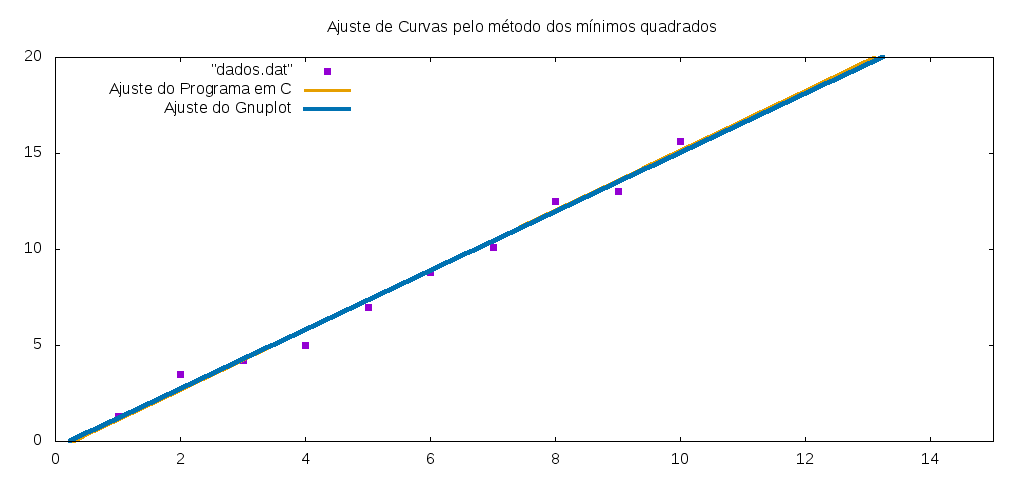 Ajuste de Curvas pelo método dos mínimos quadrados
"dados.dat"
Ajuste do Programa em C
Ajuste do Gnuplot
20
15
10
5
0
0 2 4 6 8 10 12 14